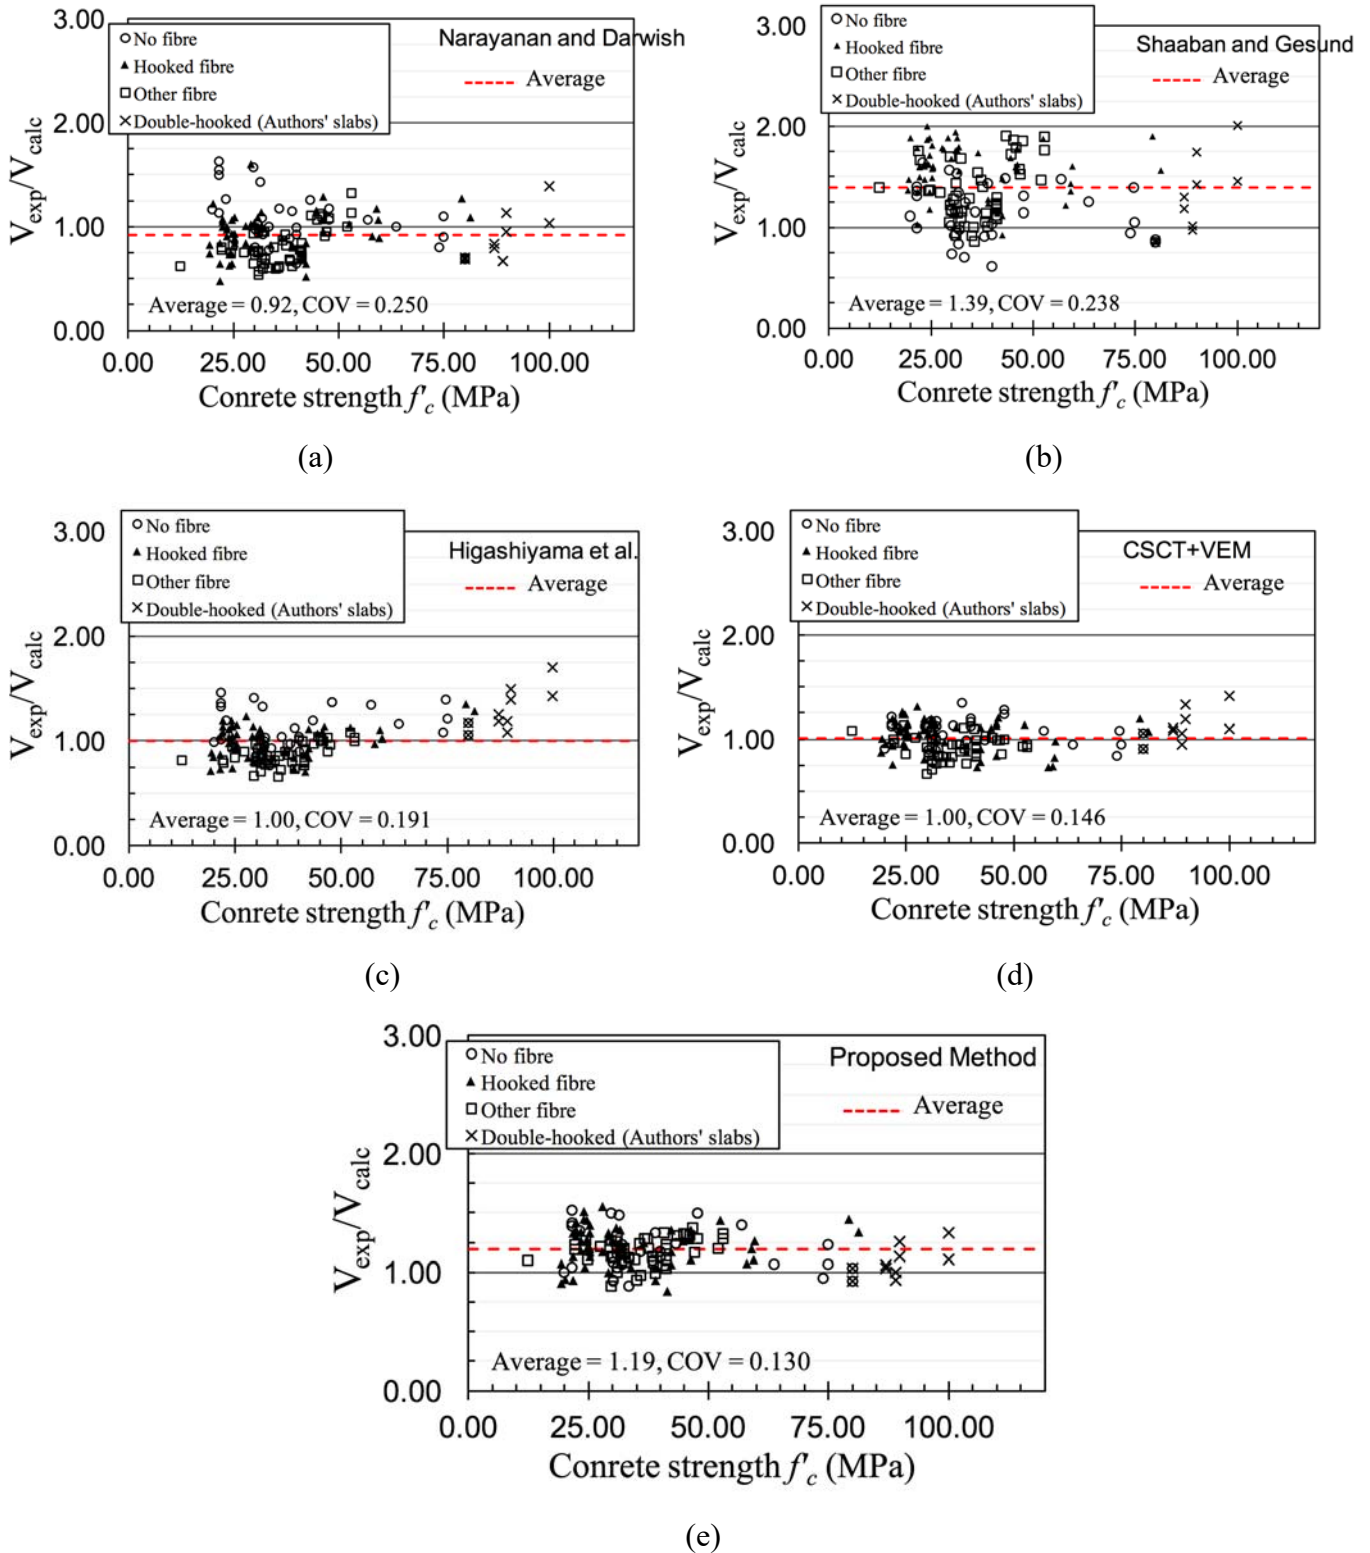 3.00
No fibre
Hooked fibre
Other fibre
Double-hooked (Authors' slabs)
Narayanan and Darwish
Average
2.00
1.00
0.00
Vexp/Vcalc
Average = 0.92, COV = 0.250
0.00 25.00 50.00 75.00 100.00
Conrete strength f'c (MPa)
(a)
3.00
No fibre
Hooked fibre
Other fibre
Double-hooked (Authors' slabs)
Shaaban and Gesund
Average
2.00
1.00
0.00
Vexp/Vcalc
Average = 1.39, COV = 0.238
0.00 25.00 50.00 75.00 100.00
Conrete strength f'c (MPa)
(b)
3.00
No fibre
Hooked fibre
Other fibre
Double-hooked (Authors' slabs)
Higashiyama et al.
Average
2.00
1.00
0.00
Vexp/Vcalc
Average = 1.00, COV = 0.191
0.00 25.00 50.00 75.00 100.00
Conrete strength f'c (MPa)
(c)
3.00
No fibre
Hooked fibre
Other fibre
Double-hooked (Authors' slabs)
CSCT+VEM
Average
2.00
1.00
0.00
Vexp/Vcalc
Average = 1.00, COV = 0.146
0.00 25.00 50.00 75.00 100.00
Conrete strength f'c (MPa)
(d)
3.00
No fibre
Hooked fibre
Other fibre
Double-hooked (Authors' slabs)
Proposed Method
Average
2.00
1.00
0.00
Vexp/Vcalc
Average = 1.19, COV = 0.130
0.00 25.00 50.00 75.00 100.00
Conrete strength f'c (MPa)
(e)